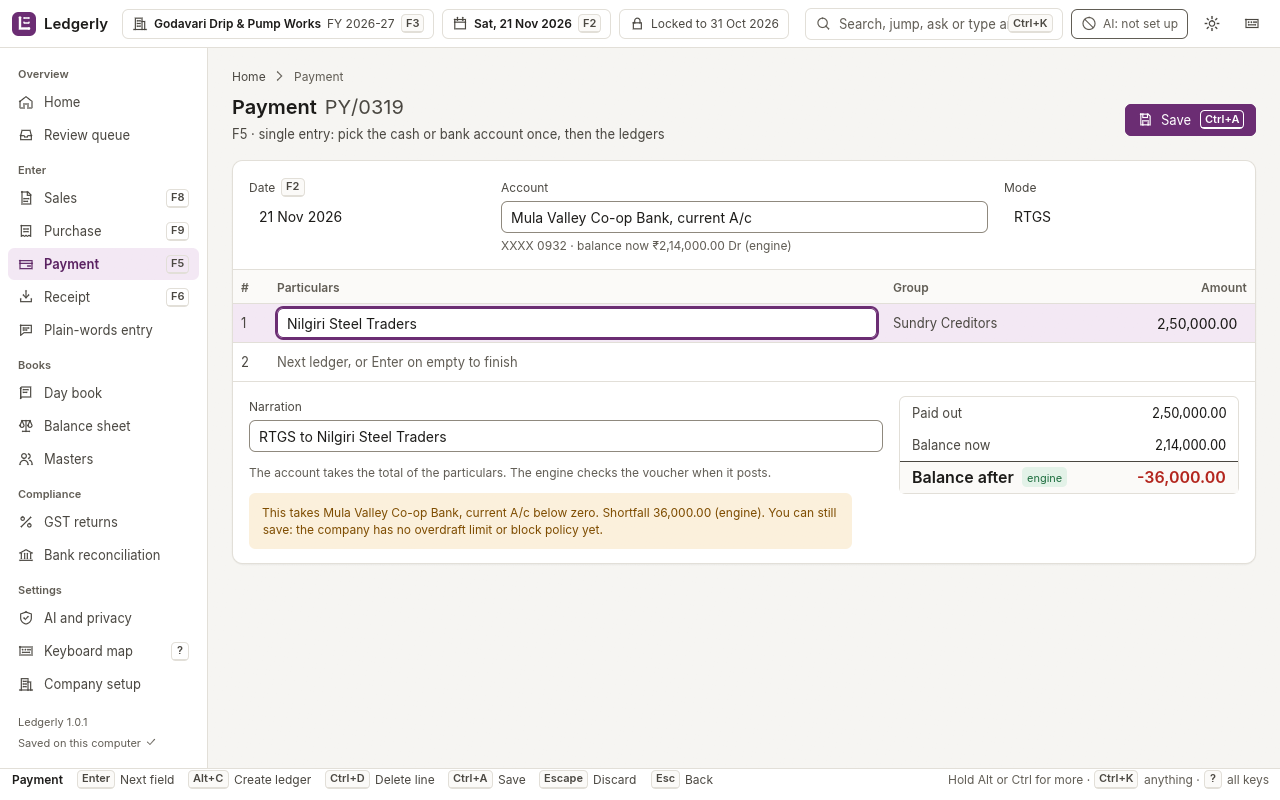 Ledgerly
Godavari Drip & Pump Works FY 2026-27 F3
Sat, 21 Nov 2026 F2
Locked to 31 Oct 2026
Search, jump, ask or type a Ctrl+K
AI: not set up
Overview
Home
Review queue
Enter
Sales F8
Purchase F9
Payment F5
Receipt F6
Plain-words entry
Books
Day book
Balance sheet
Masters
Compliance
GST returns
Bank reconciliation
Settings
AI and privacy
Keyboard map ?
Company setup
Ledgerly 1.0.1
Saved on this computer
Home > Payment
Payment PY/0319
F5 · single entry: pick the cash or bank account once, then the ledgers
Save Ctrl+A
Date F2
21 Nov 2026
Account
Mula Valley Co-op Bank, current A/c
XXXX 0932 · balance now ₹2,14,000.00 Dr (engine)
Mode
RTGS
# Particulars Group Amount
1 Nilgiri Steel Traders Sundry Creditors 2,50,000.00
2 Next ledger, or Enter on empty to finish
Narration
RTGS to Nilgiri Steel Traders
The account takes the total of the particulars. The engine checks the voucher when it posts.
This takes Mula Valley Co-op Bank, current A/c below zero. Shortfall 36,000.00 (engine). You can still
save: the company has no overdraft limit or block policy yet.
Paid out 2,50,000.00
Balance now 2,14,000.00
Balance after engine -36,000.00
Payment Enter Next field Alt+C Create ledger Ctrl+D Delete line Ctrl+A Save Escape Discard Esc Back
Hold Alt or Ctrl for more · Ctrl+K anything · ? all keys